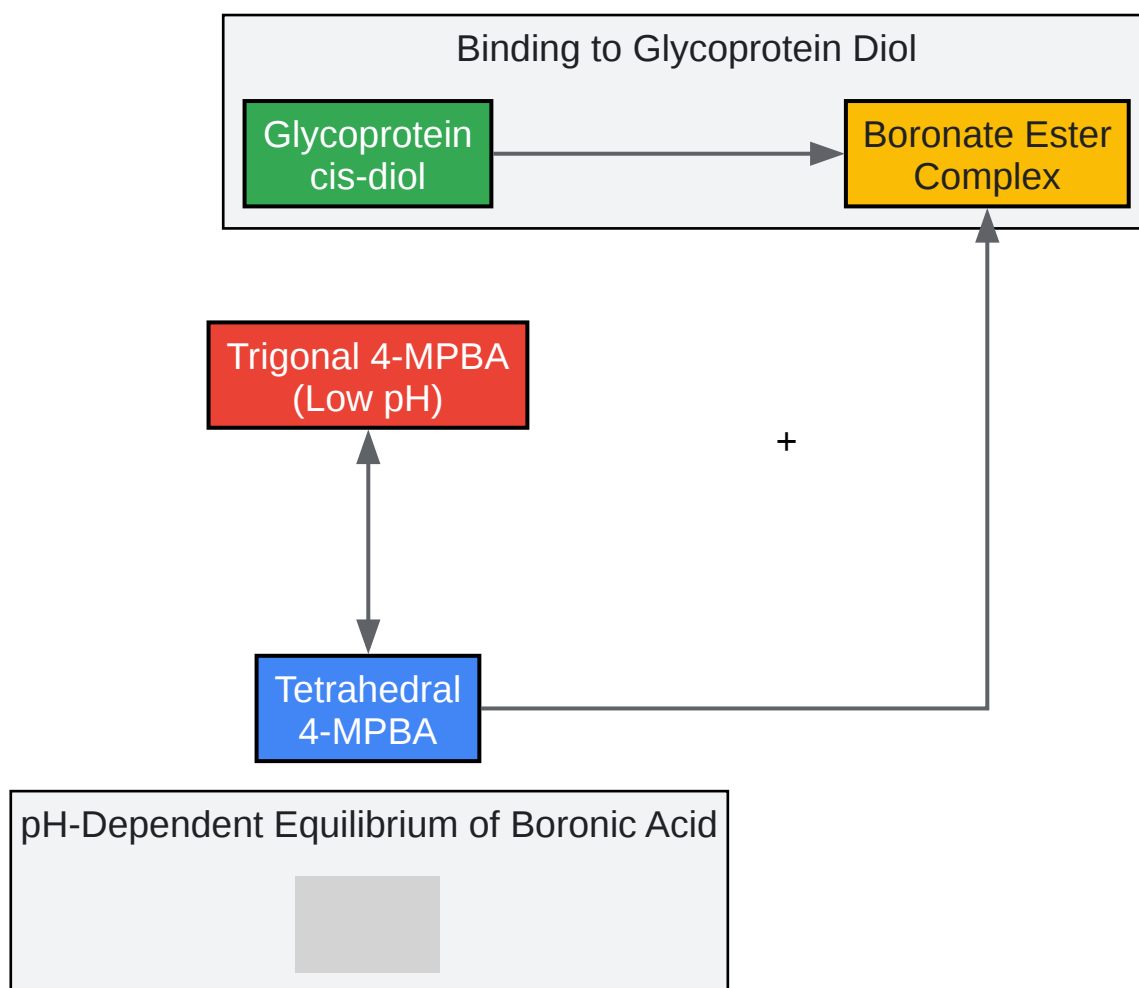 Binding to Glycoprotein Diol
Glycoprotein
cis-diol
Boronate Ester
Complex
Trigonal 4-MPBA
(Low pH)
+
Tetrahedral
4-MPBA
pH-Dependent Equilibrium of Boronic Acid